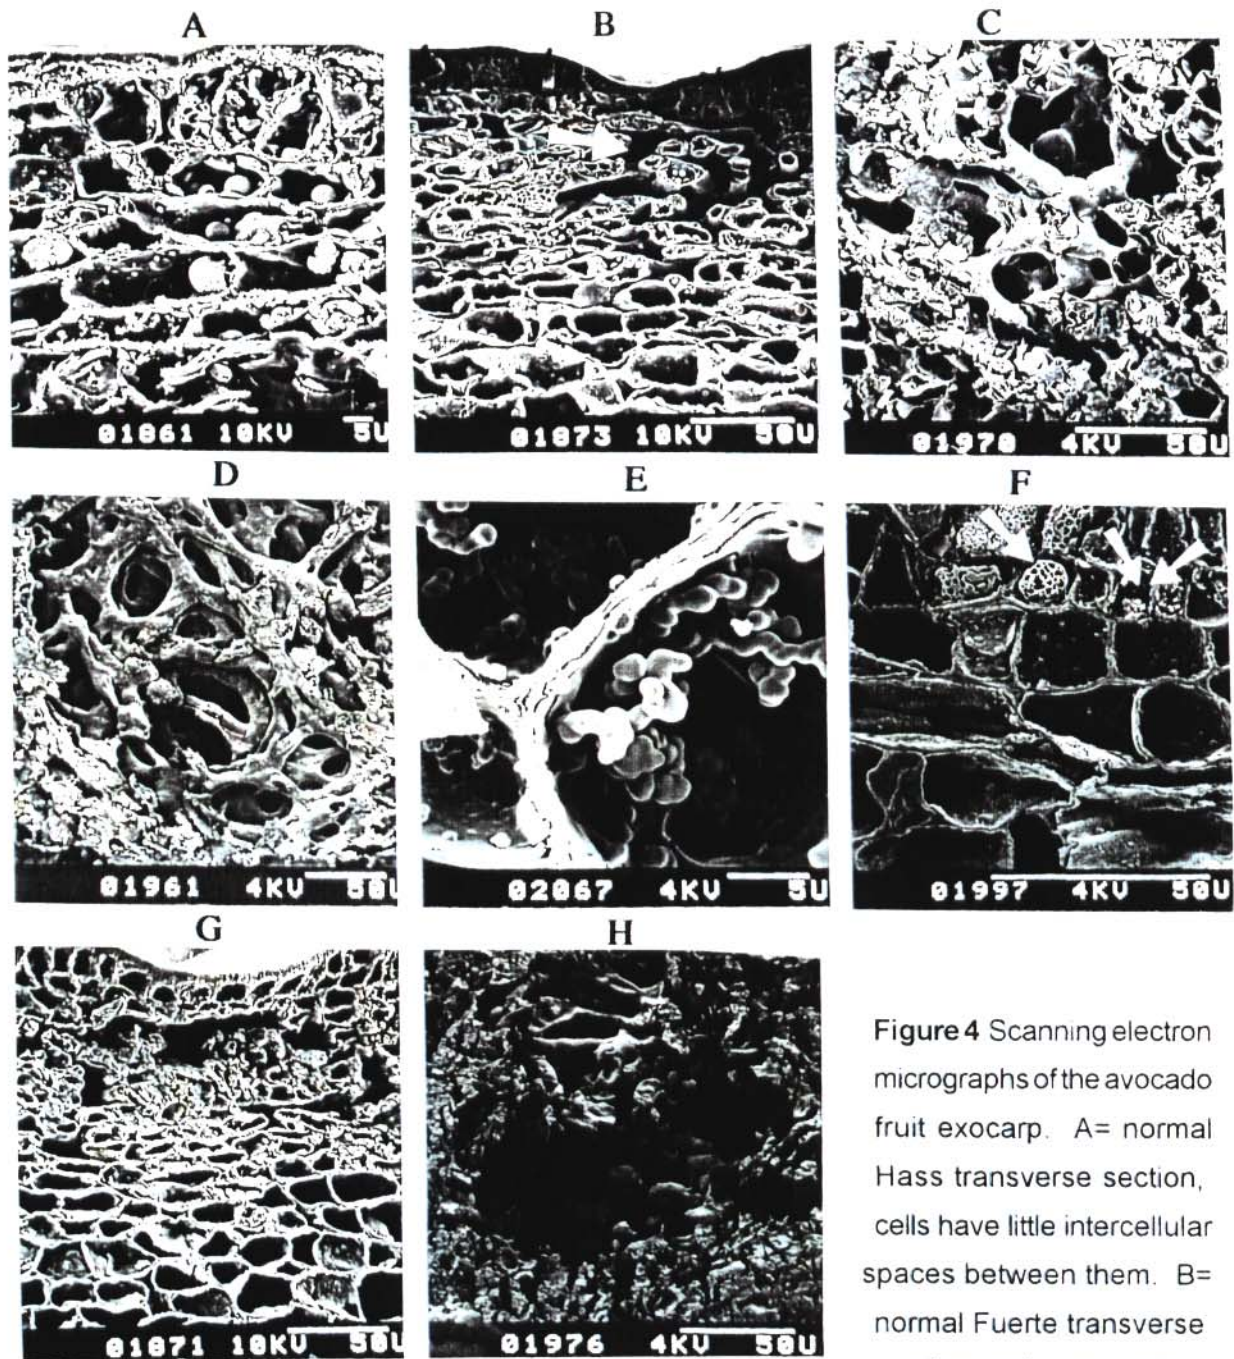 A
B
C
01861 10KV 5U
01873 10KV 50U
01970 4KV 50U
D
E
F
01961 4KV 50U
02067 4KV 5U
01997 4KV 50U
G
H
01871 10KV 50U
01976 4KV 50U
Figure 4 Scanning electron
micrographs of the avocado
fruit exocarp. A= normal
Hass transverse section,
cells have little intercellular
spaces between them. B=
normal Fuerte transverse